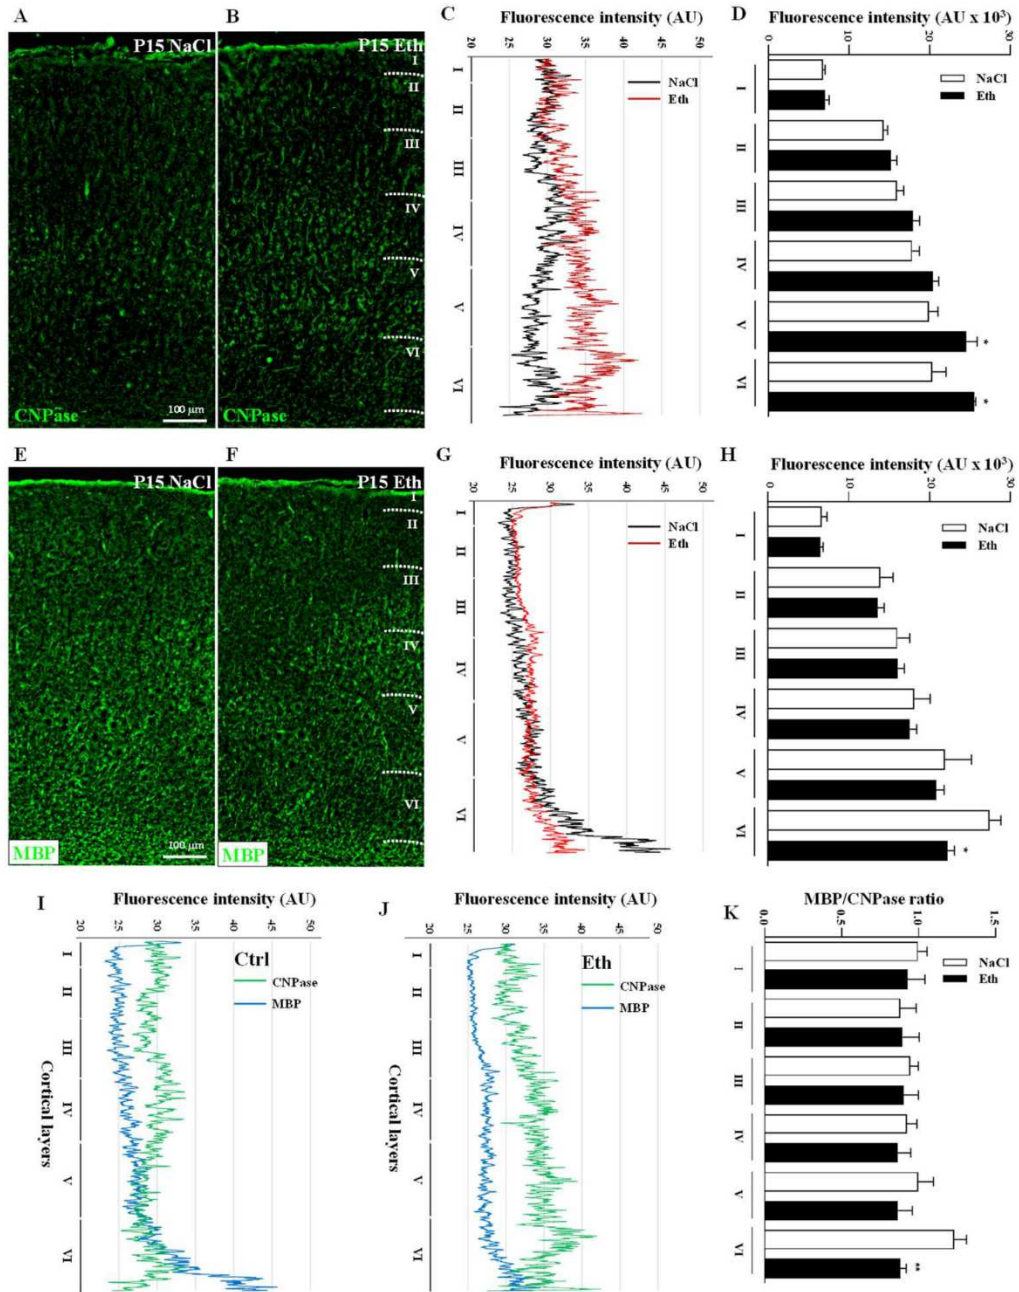 A
B
C
Fluorescence intensity (AU)
D
Fluorescence intensity (AU x 10³)
P15 NaCl
P15 Eth
I
II
III
IV
V
VI
CNPase
100 µm
CNPase
20
25
30
35
40
45
50
NaCl
Eth
I
II
III
IV
V
VI
0
10
20
30
NaCl
Eth
I
II
III
IV
V
*
VI
*
E
F
G
Fluorescence intensity (AU)
H
Fluorescence intensity (AU x 10³)
P15 NaCl
P15 Eth
I
II
III
IV
V
VI
MBP
100 µm
MBP
20
25
30
35
40
45
50
NaCl
Eth
I
II
III
IV
V
VI
0
10
20
30
NaCl
Eth
I
II
III
IV
V
VI
*
I
Fluorescence intensity (AU)
20
25
30
35
40
45
50
Ctrl
CNPase
MBP
I
II
III
IV
V
VI
Cortical layers
J
Fluorescence intensity (AU)
20
25
30
35
40
45
50
Eth
CNPase
MBP
I
II
III
IV
V
VI
Cortical layers
K
MBP/CNPase ratio
0.0
0.5
1.0
1.5
NaCl
Eth
I
II
III
IV
V
VI
**